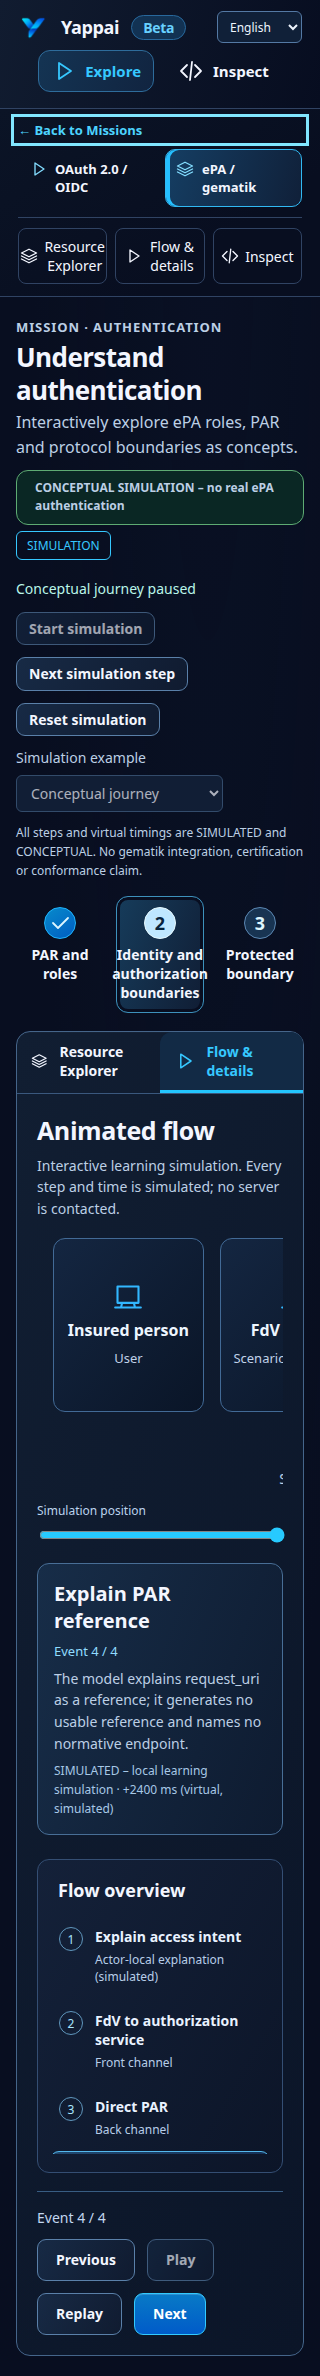 Yappai Beta English
Explore Inspect
← Back to Missions
OAuth 2.0 /
OIDC
ePA /
gematik
Resource
Explorer
Flow &
details
Inspect
MISSION · AUTHENTICATION
Understand
authentication
Interactively explore ePA roles, PAR
and protocol boundaries as concepts.
CONCEPTUAL SIMULATION – no real ePA
authentication
SIMULATION
Conceptual journey paused
Start simulation
Next simulation step
Reset simulation
Simulation example
Conceptual journey
All steps and virtual timings are SIMULATED and
CONCEPTUAL. No gematik integration, certification
or conformance claim.
PAR and
roles
2
Identity and
authorization
boundaries
3
Protected
boundary
Resource
Explorer
Flow &
details
Animated flow
Interactive learning simulation. Every
step and time is simulated; no server
is contacted.
Insured person
User
FdV
Simulation position
Explain PAR
reference
Event 4 / 4
The model explains request_uri
as a reference; it generates no
usable reference and names no
normative endpoint.
SIMULATED – local learning
simulation · +2400 ms (virtual,
simulated)
Flow overview
1 Explain access intent
Actor-local explanation
(simulated)
2 FdV to authorization
service
Front channel
3 Direct PAR
Back channel
Event 4 / 4
Previous Play
Replay Next